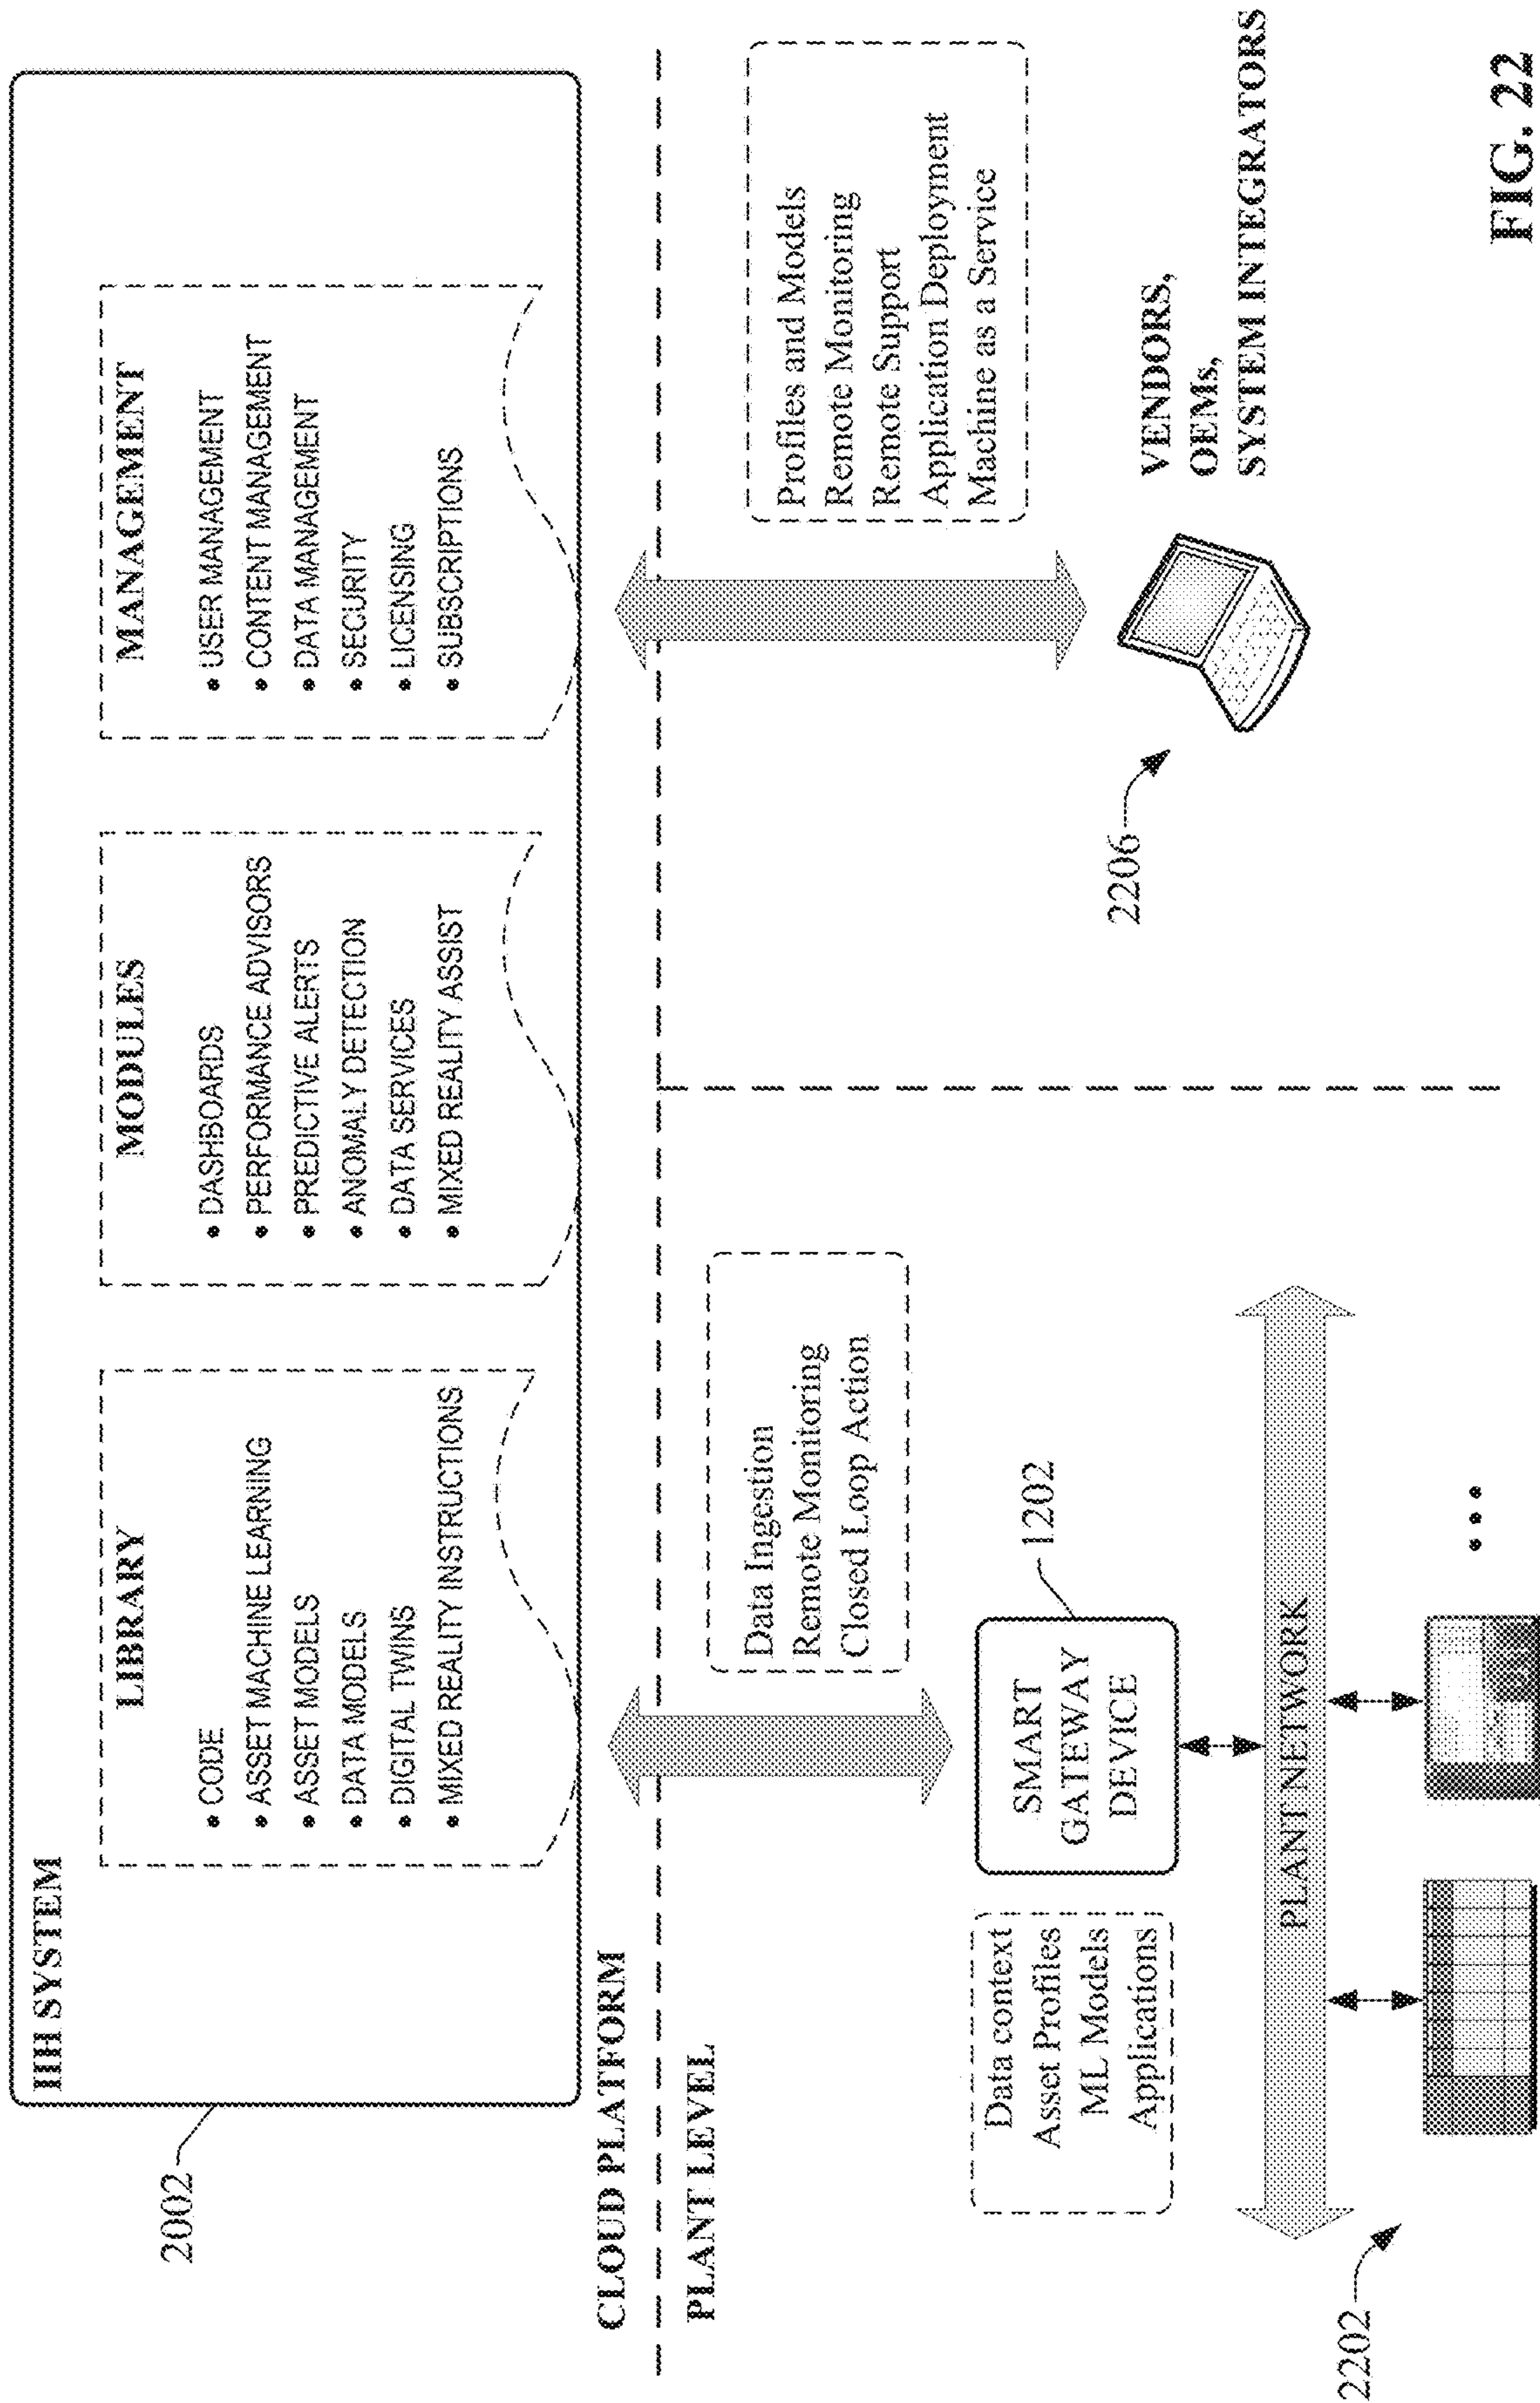 IIH SYSTEM
2002
LIBRARY
• CODE
• ASSET MACHINE LEARNING
• ASSET MODELS
• DATA MODELS
• DIGITAL TWINS
• MIXED REALITY INSTRUCTIONS
MODULES
• DASHBOARDS
• PERFORMANCE ADVISORS
• PREDICTIVE ALERTS
• ANOMALY DETECTION
• DATA SERVICES
• MIXED REALITY ASSIST
MANAGEMENT
• USER MANAGEMENT
• CONTENT MANAGEMENT
• DATA MANAGEMENT
• SECURITY
• LICENSING
• SUBSCRIPTIONS
CLOUD PLATFORM
PLANT LEVEL
Data Ingestion
Remote Monitoring
Closed Loop Action
Profiles and Models
Remote Monitoring
Remote Support
Application Deployment
Machine as a Service
Data context
Asset Profiles
ML Models
Applications
SMART
GATEWAY
DEVICE
1202
PLANT NETWORK
2202
2206
VENDORS,
OEMs,
SYSTEM INTEGRATORS
FIG. 22